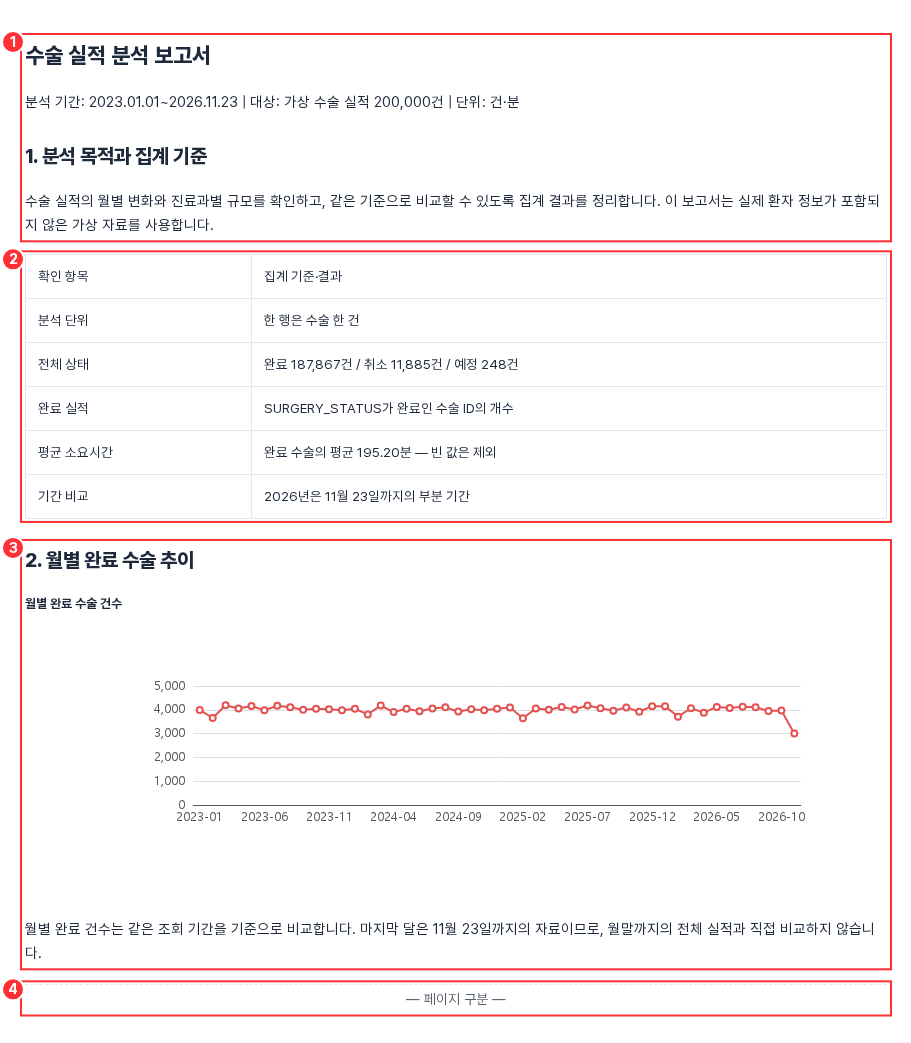 1
수술 실적 분석 보고서
분석 기간: 2023.01.01~2026.11.23 | 대상: 가상 수술 실적 200,000건 | 단위: 건·분
1. 분석 목적과 집계 기준
수술 실적의 월별 변화와 진료과별 규모를 확인하고, 같은 기준으로 비교할 수 있도록 집계 결과를 정리합니다. 이 보고서는 실제 환자 정보가 포함되
지 않은 가상 자료를 사용합니다.
2
확인 항목 집계 기준·결과
분석 단위 한 행은 수술 한 건
전체 상태 완료 187,867건 / 취소 11,885건 / 예정 248건
완료 실적 SURGERY_STATUS가 완료인 수술 ID의 개수
평균 소요시간 완료 수술의 평균 195.20분 — 빈 값은 제외
기간 비교 2026년은 11월 23일까지의 부분 기간
3
2. 월별 완료 수술 추이
월별 완료 수술 건수
5,000
4,000
3,000
2,000
1,000
0
2023-01 2023-06 2023-11 2024-04 2024-09 2025-02 2025-07 2025-12 2026-05 2026-10
월별 완료 건수는 같은 조회 기간을 기준으로 비교합니다. 마지막 달은 11월 23일까지의 자료이므로, 월말까지의 전체 실적과 직접 비교하지 않습니
다.
4
— 페이지 구분 —